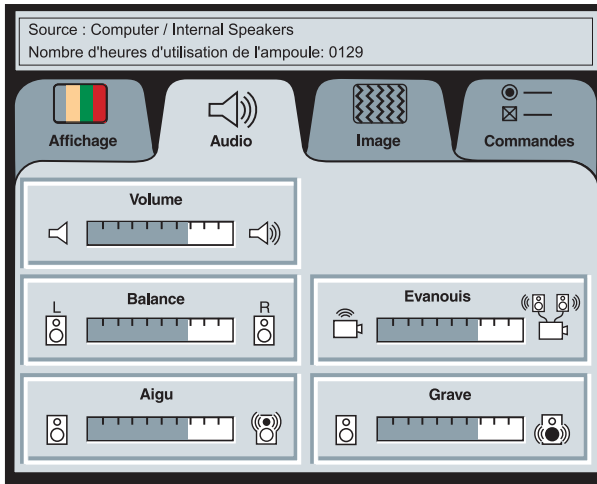 Source : Computer / Internal Speakers
Nombre d'heures d'utilisation de l'ampoule: 0129
Affichage
Audio
Image
Commandes
Volume
L
Balance
R
Evanouis
Aigu
Grave